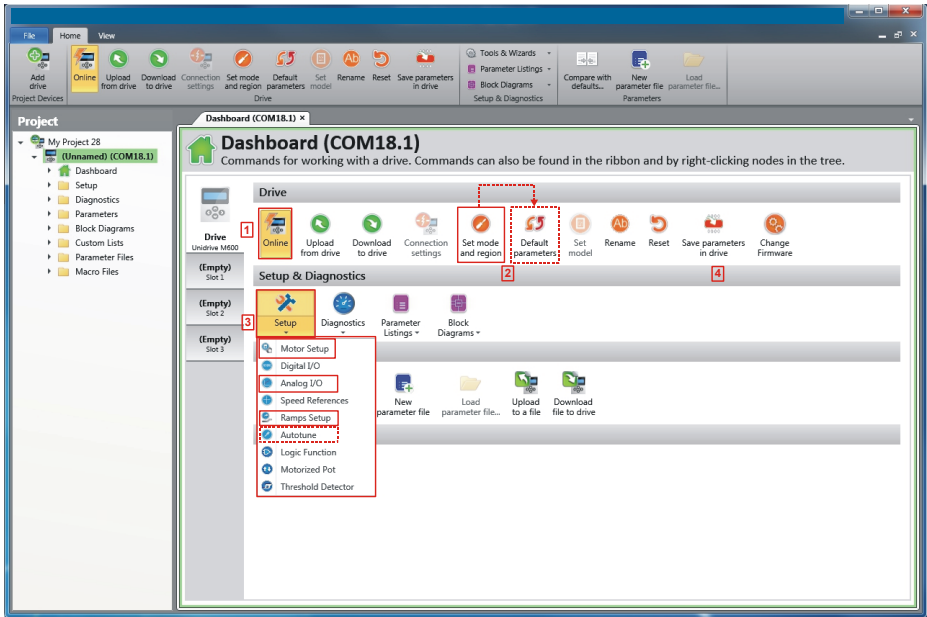 File Home View
Add drive
Online
Upload from drive
Download to drive
Connection settings
Set mode and region
Default parameters
Set model
Rename
Reset
Save parameters in drive
Tools & Wizards
Parameter Listings
Block Diagrams
Compare with defaults...
New parameter file
Load parameter file...
Project Devices
Drive
Setup & Diagnostics
Parameters
Project
My Project 28
(Unnamed) (COM18.1)
Dashboard
Setup
Diagnostics
Parameters
Block Diagrams
Custom Lists
Parameter Files
Macro Files
Dashboard (COM18.1) ×
Dashboard (COM18.1)
Commands for working with a drive. Commands can also be found in the ribbon and by right-clicking nodes in the tree.
Drive
Unidrive M600
(Empty)
Slot 1
(Empty)
Slot 2
(Empty)
Slot 3
Drive
1
Online
Upload from drive
Download to drive
Connection settings
Set mode and region
Default parameters
Set model
Ab
Rename
Reset
Save parameters in drive
Change Firmware
2
4
Setup & Diagnostics
3
Setup
Diagnostics
Parameter Listings
Block Diagrams
Motor Setup
Digital I/O
Analog I/O
Speed References
Ramps Setup
Autotune
Logic Function
Motorized Pot
Threshold Detector
New parameter file
Load parameter file...
Upload to a file
Download file to drive